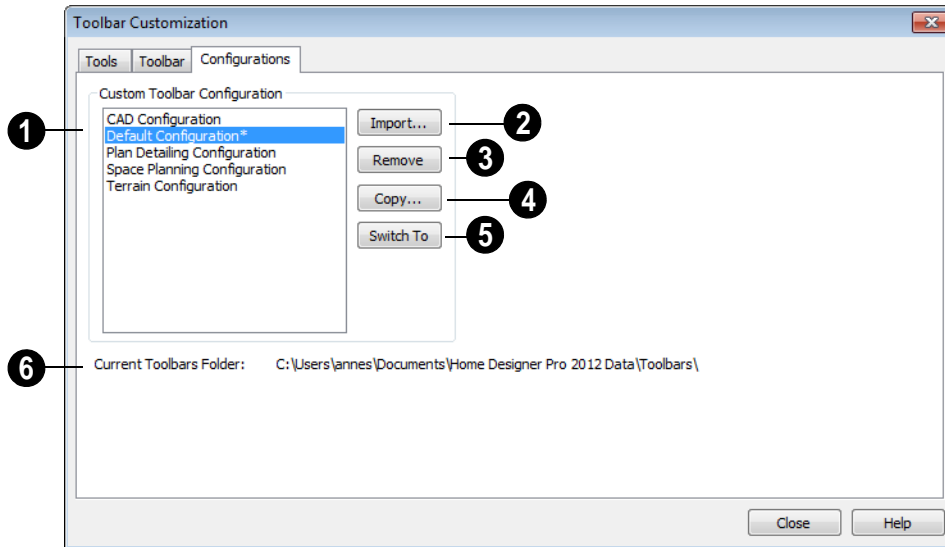 Toolbar Customization
Tools Toolbar Configurations
Custom Toolbar Configuration
1
CAD Configuration
Default Configuration*
Plan Detailing Configuration
Space Planning Configuration
Terrain Configuration
Import... 2
Remove 3
Copy... 4
Switch To 5
6 Current Toolbars Folder: C:\Users\annes\Documents\Home Designer Pro 2012 Data\Toolbars\
Close Help